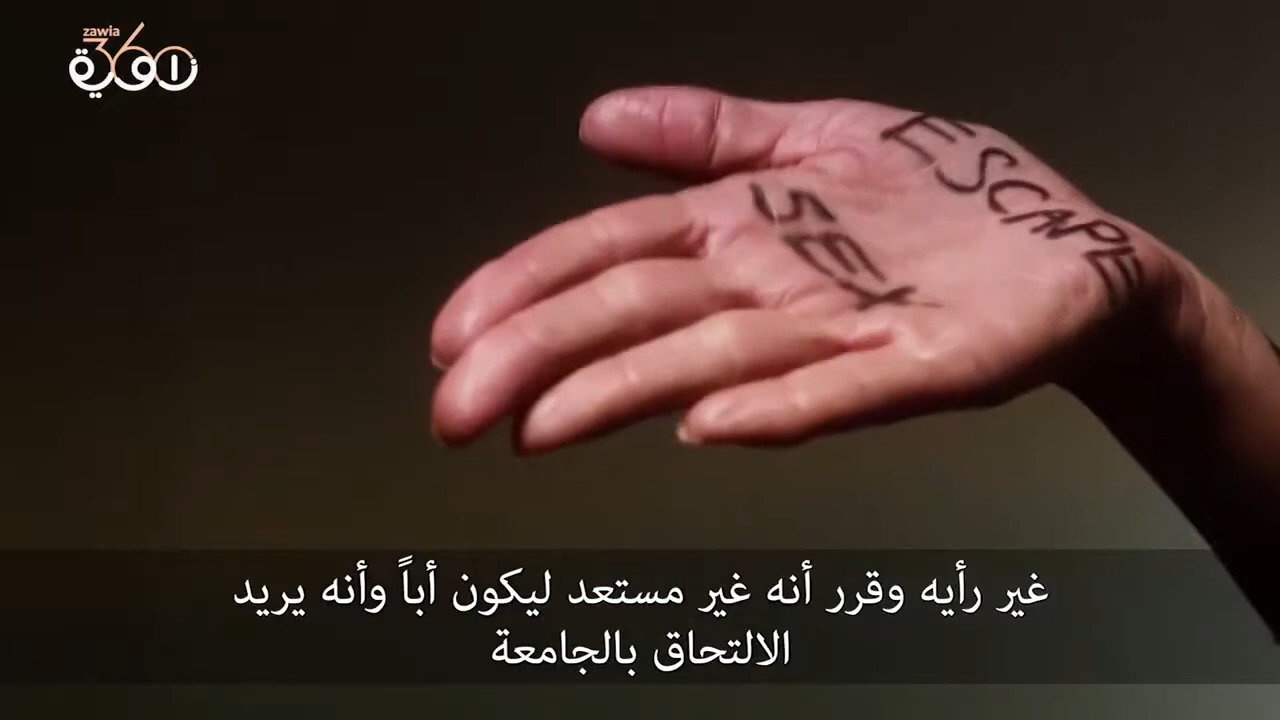 zawia
360
زاوية
ESCAPE
SEX
غير رأيه وقرر أنه غير مستعد ليكون أباً وأنه يريد
الالتحاق بالجامعة